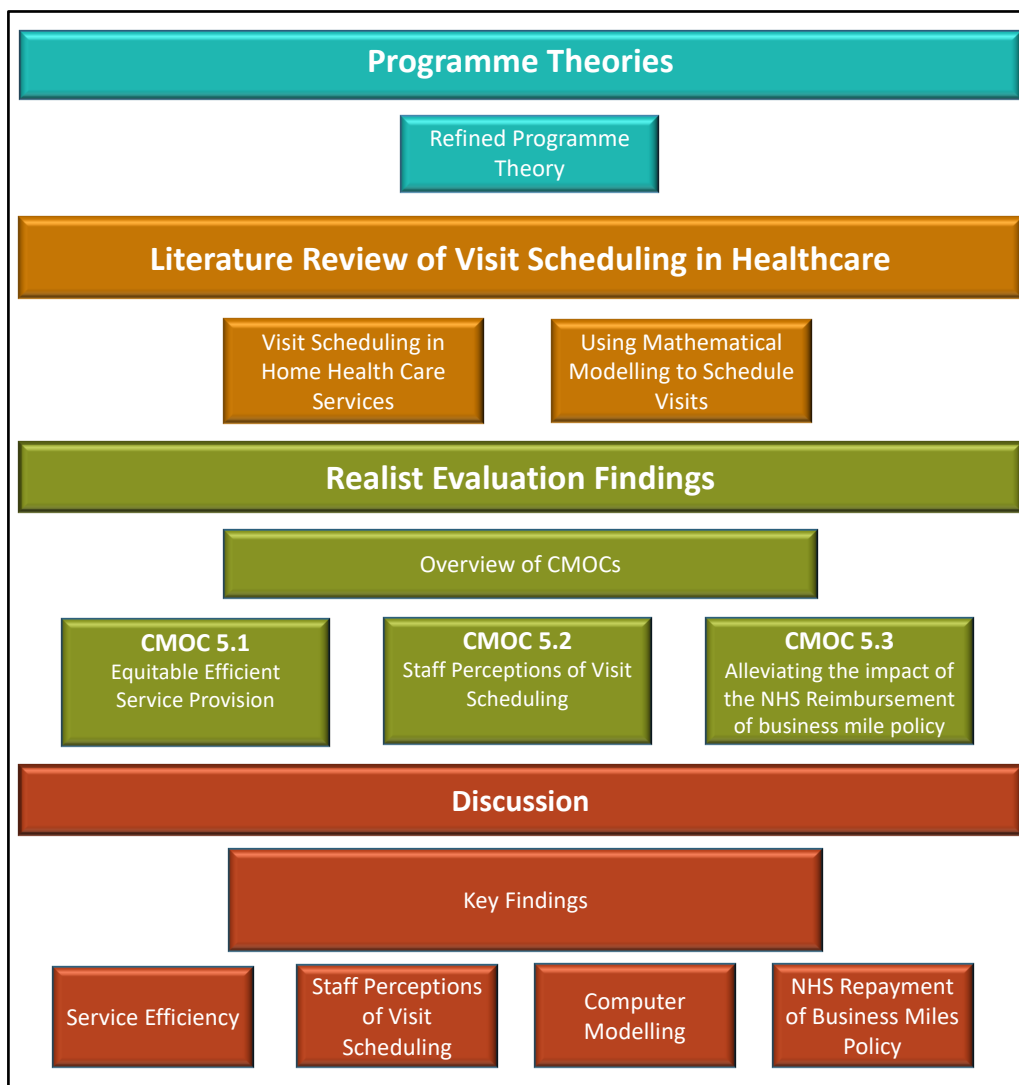 Programme Theories
Refined Programme
Theory
Literature Review of Visit Scheduling in Healthcare
Visit Scheduling in
Home Health Care
Services
Using Mathematical
Modelling to Schedule
Visits
Realist Evaluation Findings
Overview of CMOCs
CMOC 5.1
Equitable Efficient
Service Provision
CMOC 5.2
Staff Perceptions of Visit
Scheduling
CMOC 5.3
Alleviating the impact of
the NHS Reimbursement
of business mile policy
Discussion
Key Findings
Service Efficiency
Staff Perceptions
of Visit
Scheduling
Computer
Modelling
NHS Repayment
of Business Miles
Policy